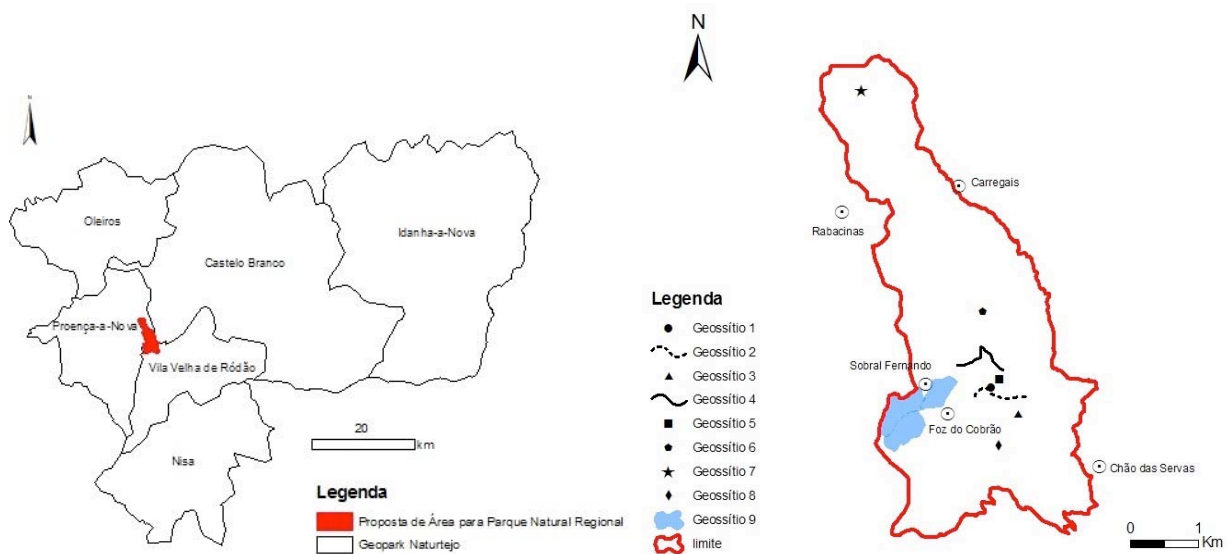 N
Oleiros
Idanha-a-Nova
Castelo Branco
Proença-a-Nova
Vila Velha de Ródão
Nisa
20
km
Legenda
Proposta de Área para Parque Natural Regional
Geopark Naturtejo
N
Carregais
Rabacinas
Sobral Fernando
Foz do Cobrão
Chão das Servas
Legenda
Geossítio 1
Geossítio 2
Geossítio 3
Geossítio 4
Geossítio 5
Geossítio 6
Geossítio 7
Geossítio 8
Geossítio 9
limite
0 1
Km